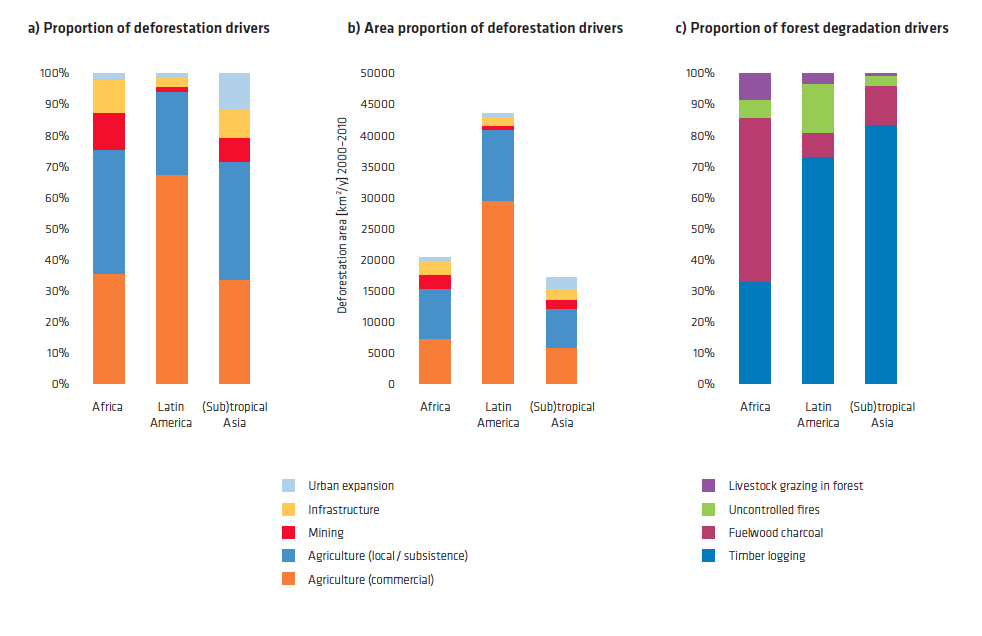 a) Proportion of deforestation drivers
100%
90%
80%
70%
60%
50%
40%
30%
20%
10%
0%
Africa
Latin
America
(Sub)tropical
Asia
b) Area proportion of deforestation drivers
Deforestation area [km²/y] 2000–2010
50000
45000
40000
35000
30000
25000
20000
15000
10000
5000
0
Africa
Latin
America
(Sub)tropical
Asia
c) Proportion of forest degradation drivers
100%
90%
80%
70%
60%
50%
40%
30%
20%
10%
0%
Africa
Latin
America
(Sub)tropical
Asia
Urban expansion
Infrastructure
Mining
Agriculture (local / subsistence)
Agriculture (commercial)
Livestock grazing in forest
Uncontrolled fires
Fuelwood charcoal
Timber logging